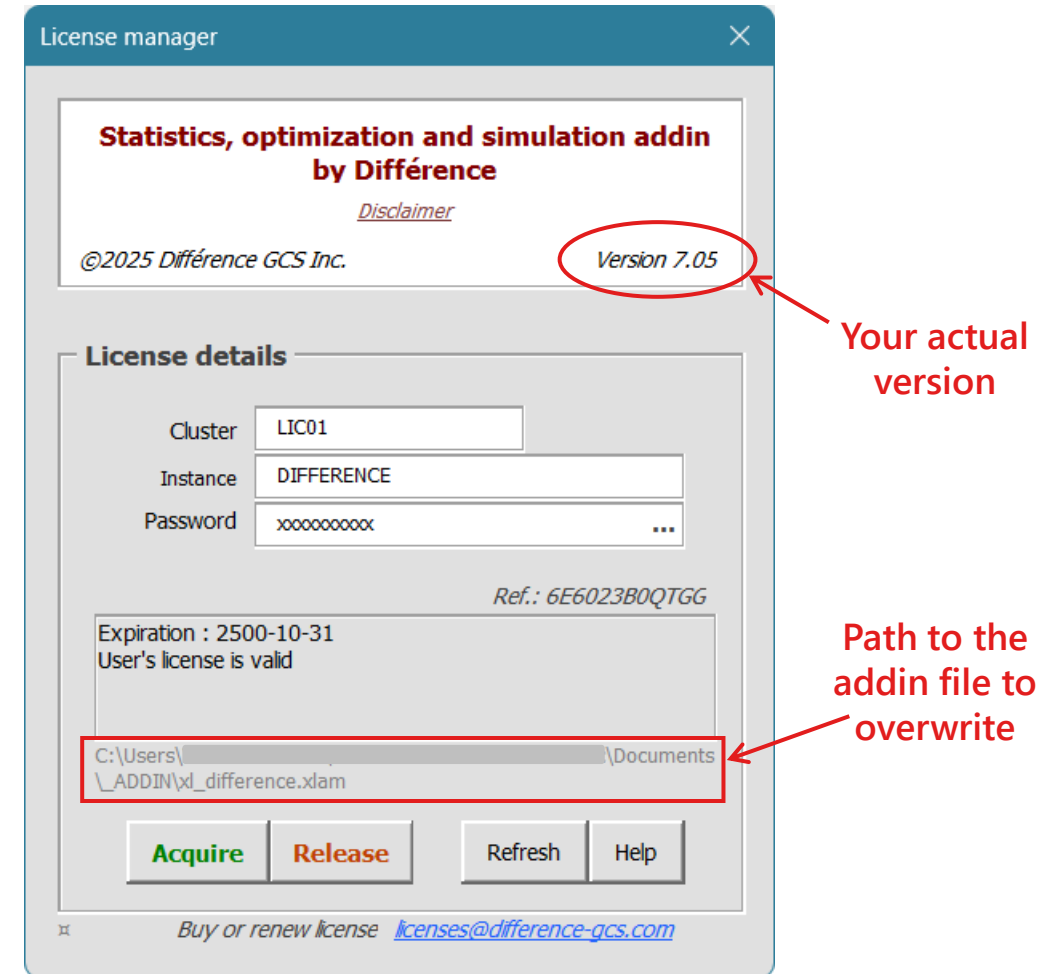 License manager
Statistics, optimization and simulation addin
by Différence
Disclaimer
©2025 Différence GCS Inc.
Version 7.05
Your actual
version
License details
Cluster
LIC01
Instance
DIFFERENCE
Password
xxxxxxxxxx
...
Ref.: 6E6023B0QTGG
Expiration : 2500-10-31
User's license is valid
Path to the
addin file to
overwrite
C:\Users\ \Documents
\_ADDIN\xl_difference.xlam
Acquire
Release
Refresh
Help
¤
Buy or renew license licenses@difference-gcs.com